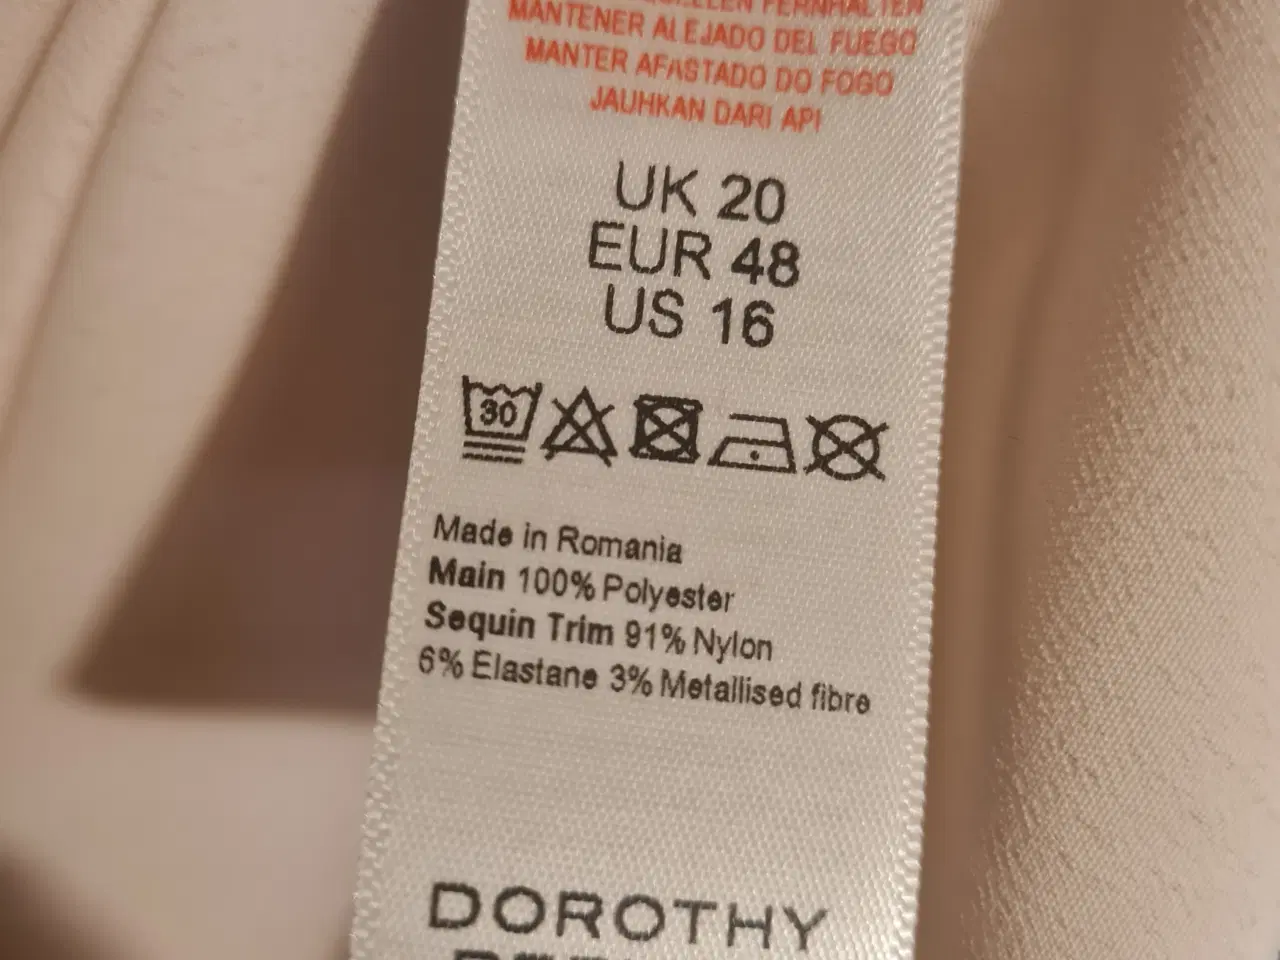 FERNHALTEN
MANTENER ALEJADO DEL FUEGO
MANTER AFASTADO DO FOGO
JAUHKAN DARI API
UK 20
EUR 48
US 16
30
Made in Romania
Main 100% Polyester
Sequin Trim 91% Nylon
6% Elastane 3% Metallised fibre
DOROTHY